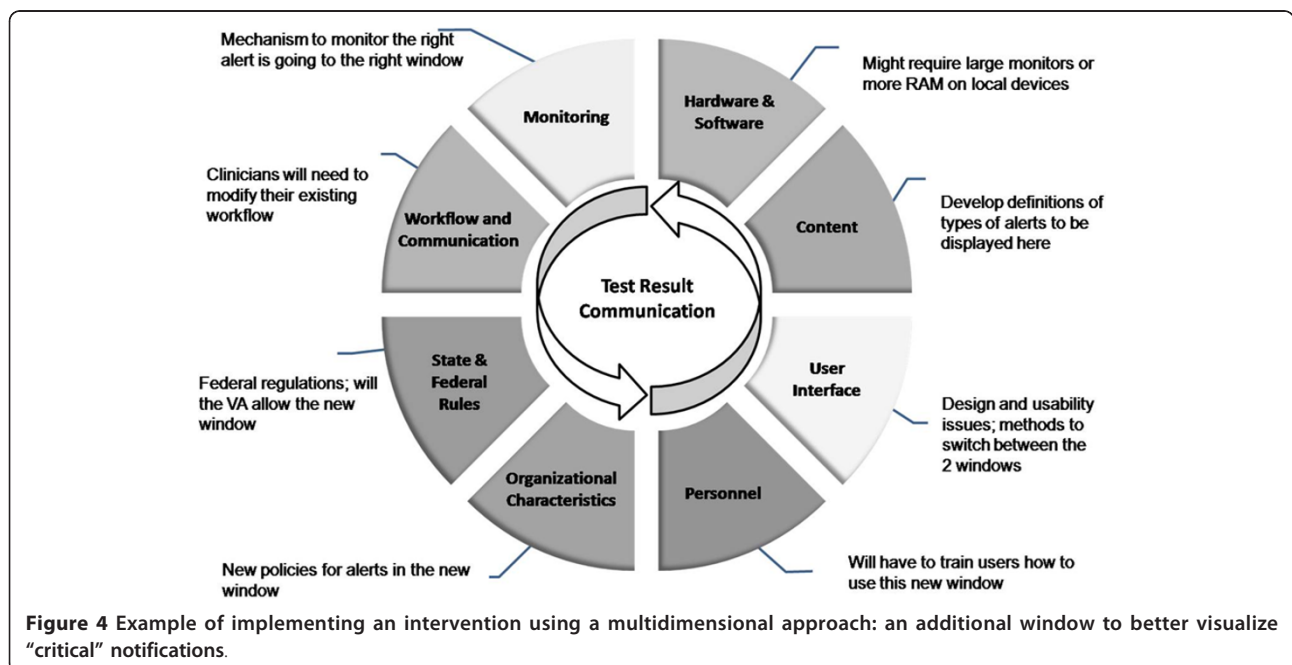 Mechanism to monitor the right
alert is going to the right window
Monitoring
Hardware &
Software
Might require large monitors or
more RAM on local devices
Clinicians will need to
modify their existing
workflow
Workflow and
Communication
Content
Develop definitions of
types of alerts to be
displayed here
Test Result
Communication
State &
Federal
Rules
Federal regulations; will
the VA allow the new
window
User
Interface
Design and usability
issues; methods to
switch between the
2 windows
Organizational
Characteristics
New policies for alerts in the new
window
Personnel
Will have to train users how to
use this new window
Figure 4 Example of implementing an intervention using a multidimensional approach: an additional window to better visualize
“critical” notifications.